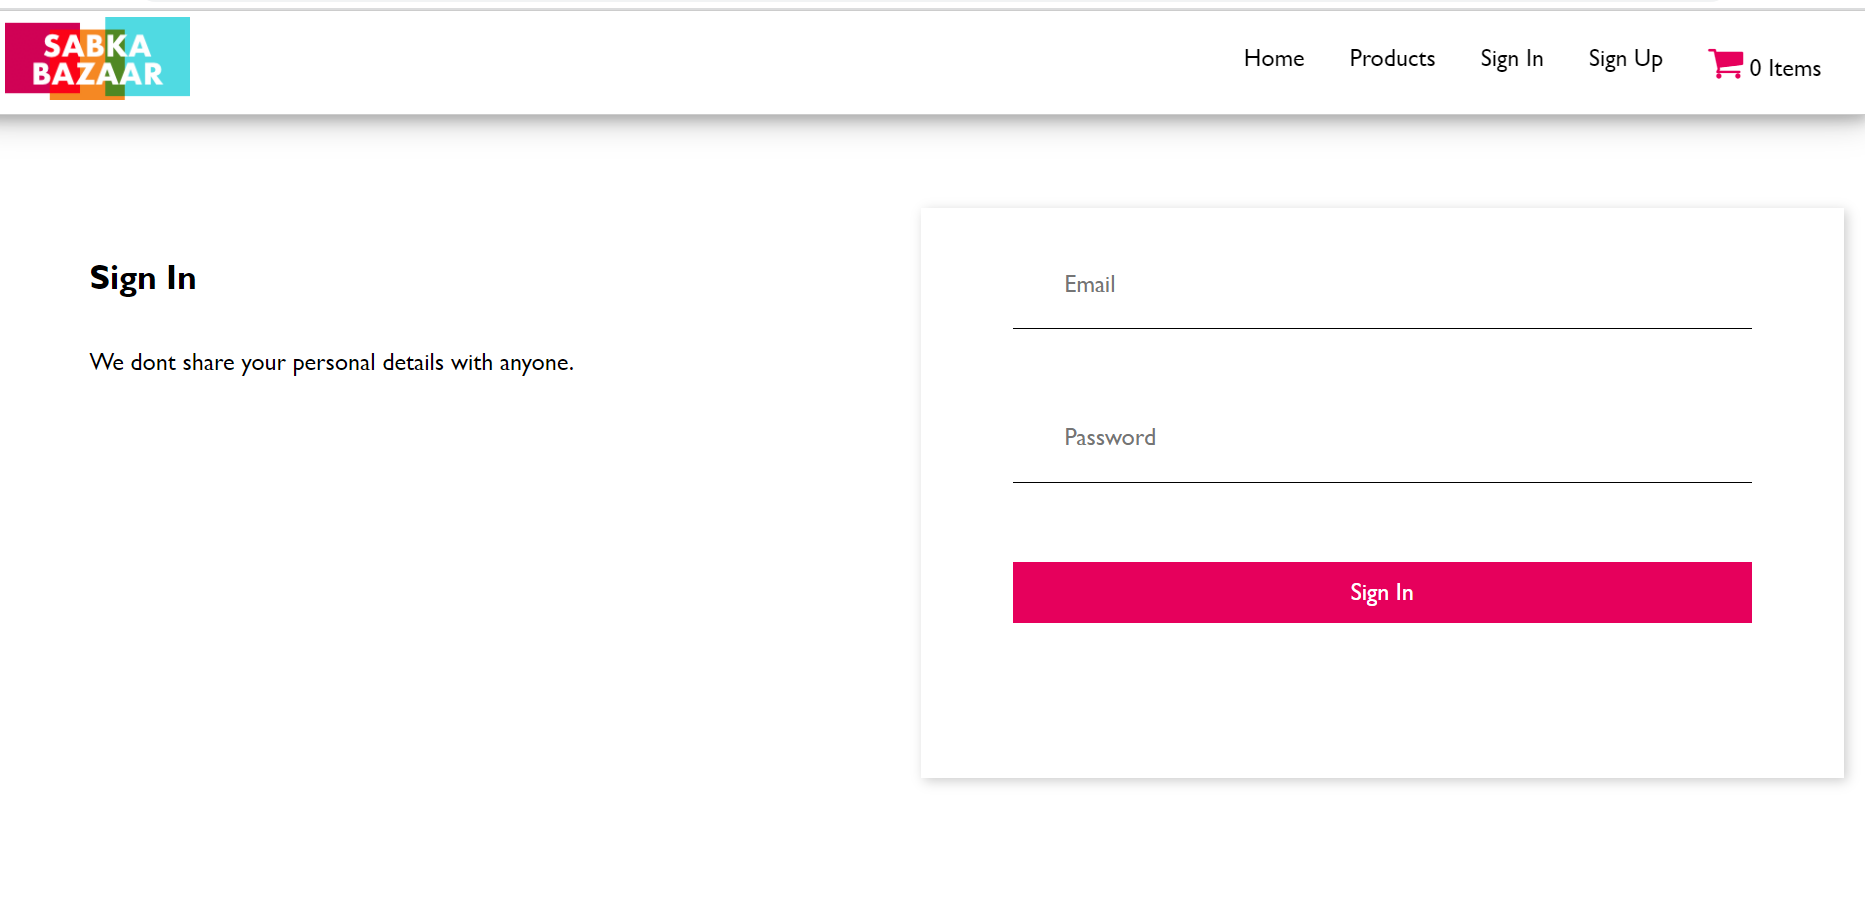 SABKA
BAZAAR
Home Products Sign In Sign Up 0 Items
Sign In
We dont share your personal details with anyone.
Email
Password
Sign In